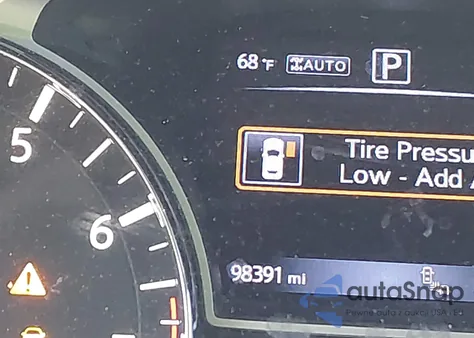 68 °F AUTO P
5
Tire Pressu
Low - Add
6
98391 mi
autoSnap